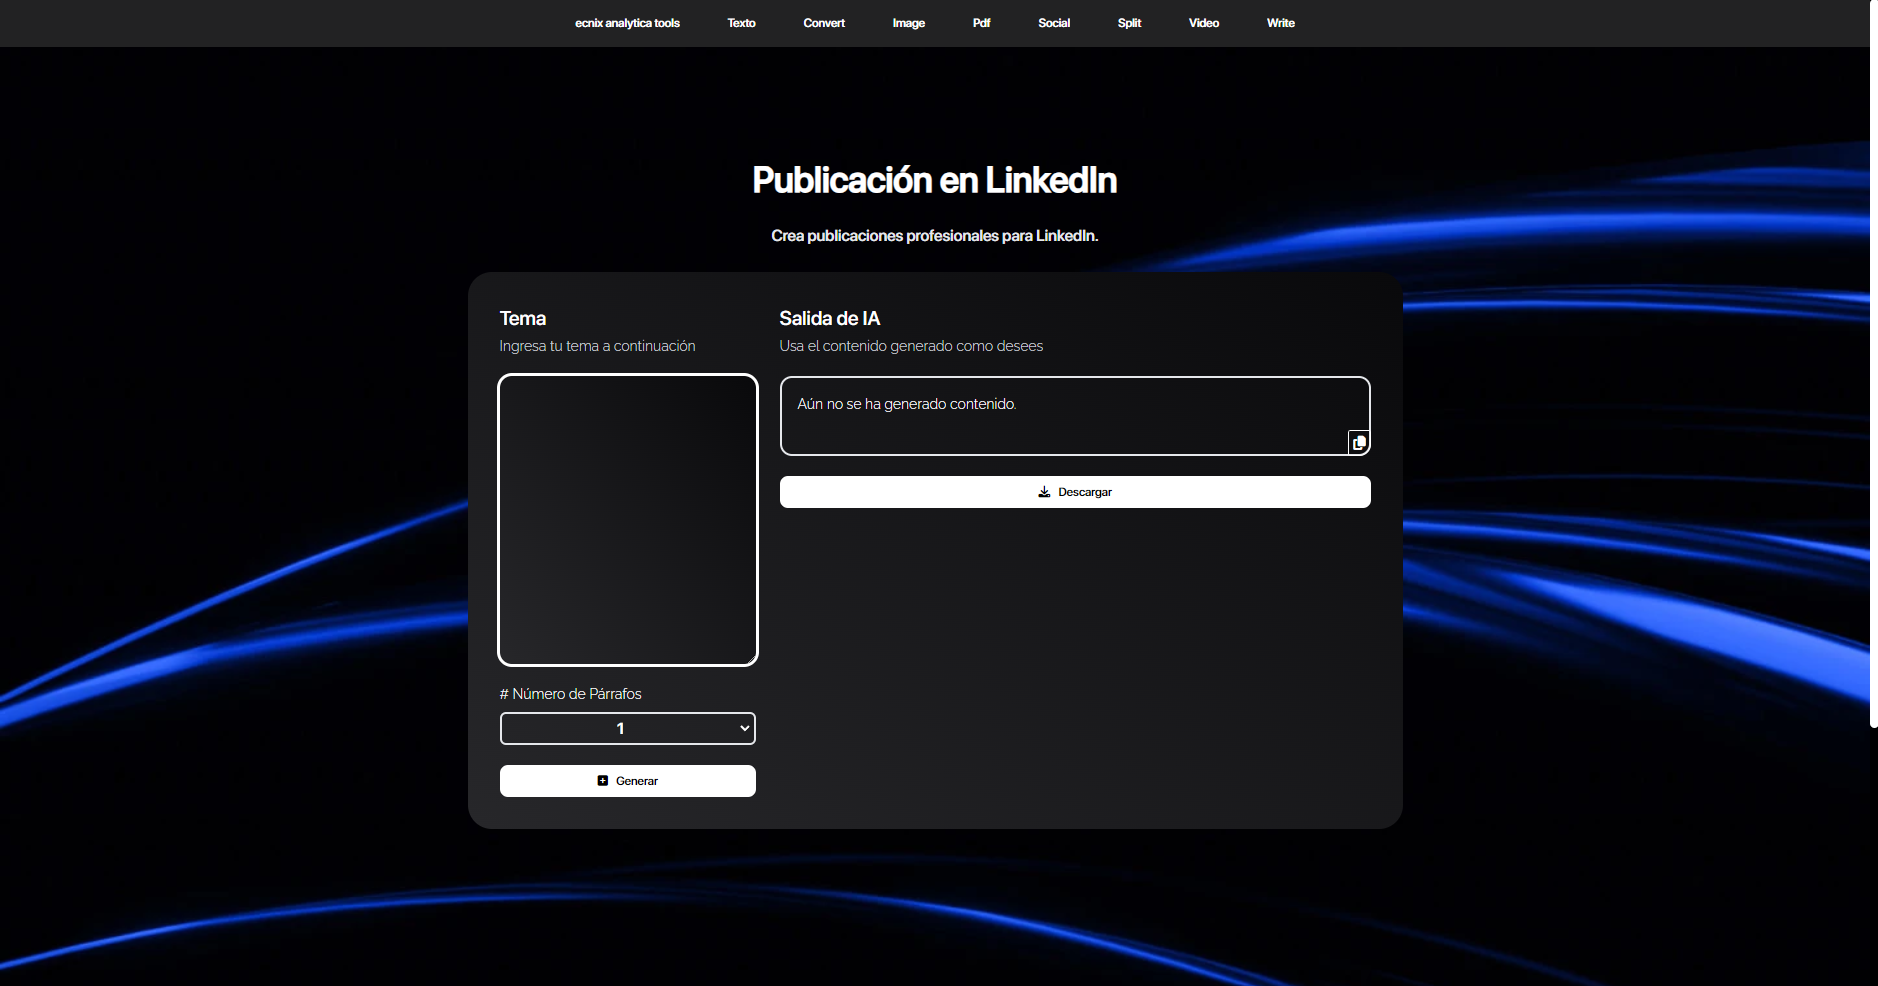 ecnix analytica tools Texto Convert Image Pdf Social Split Video Write
Publicación en LinkedIn
Crea publicaciones profesionales para LinkedIn.
Tema
Ingresa tu tema a continuación
# Número de Párrafos
1
Generar
Salida de IA
Usa el contenido generado como desees
Aún no se ha generado contenido.
Descargar